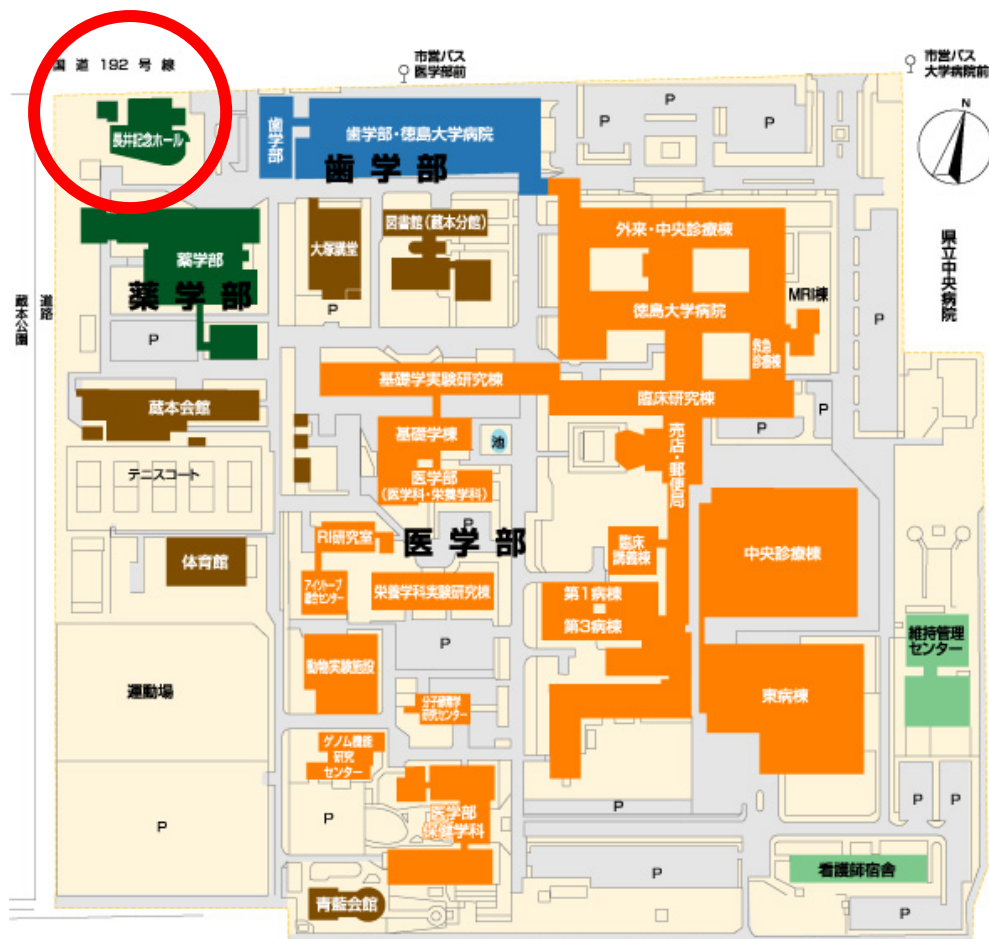 国道192号線
市営バス
医学部前
市営バス
大学病院前
N
長井記念ホール
歯学部
歯学部・徳島大学病院
歯学部
P
P
P
薬学部
薬学部
P
大塚講堂
P
図書館(蔵本分館)
外来・中央診療棟
徳島大学病院
MRI棟
救急
診療棟
P
県立中央病院
蔵本公園
道路
基礎学実験研究棟
臨床研究棟
P
P
蔵本会館
基礎学棟
池
売店・郵便局
テニスコート
医学部
(医学科・栄養学科)
P
医学部
RI研究室
臨床
講義棟
中央診療棟
体育館
アイソトープ
総合センター
栄養学科実験研究棟
第1病棟
第3病棟
P
維持管理
センター
動物実験施設
運動場
東病棟
分子酵素学
研究センター
ゲノム機能
研究
センター
P
P
医学部
保健学科
P
P
P
P
看護師宿舎
青藍会館
P